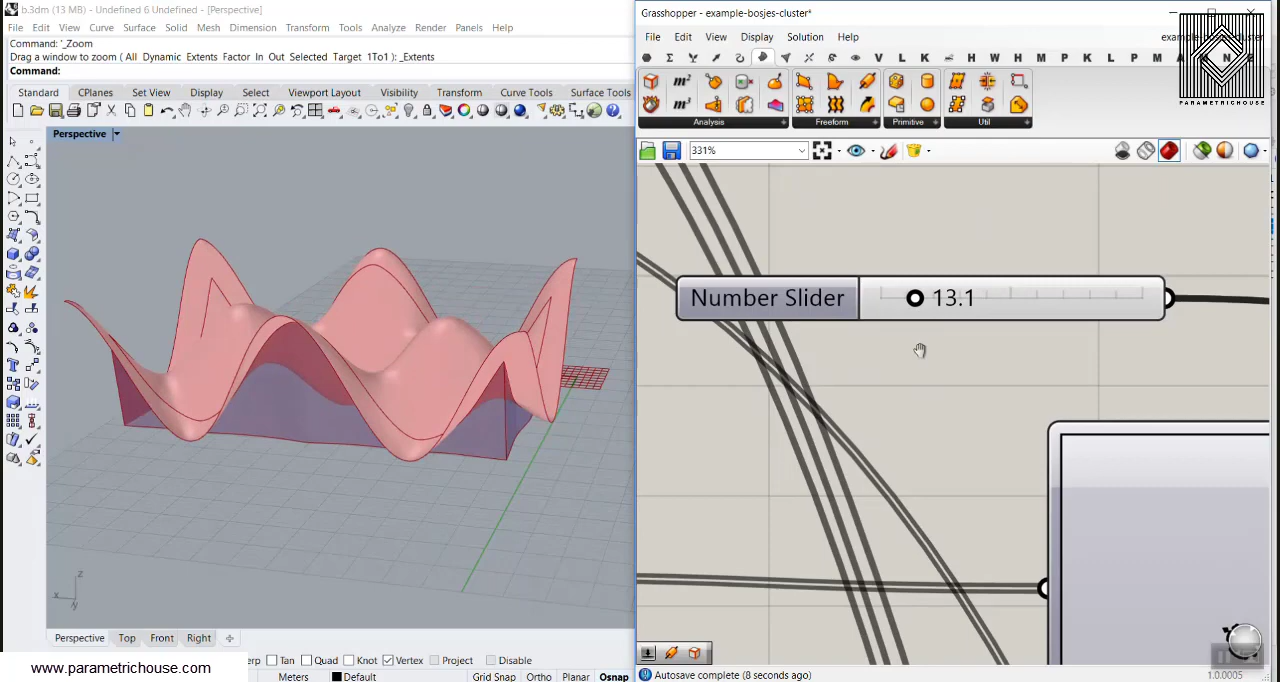 b.3dm (13 MB) - Undefined 6 Undefined - [Perspective]
File Edit View Curve Surface Solid Mesh Dimension Transform Tools Analyze Render Panels Help
Command: '_Zoom
Drag a window to zoom ( All Dynamic Extents Factor In Out Selected Target 1To1 ): _Extents
Command:
Standard CPlanes Set View Display Select Viewport Layout Visibility Transform Curve Tools Surface Tools
Perspective
z
x
y
Perspective Top Front Right
Tan Quad Knot Vertex Project Disable
Meters Default Grid Snap Ortho Planar Osnap
www.parametrichouse.com
Grasshopper - example-bosjes-cluster*
File Edit View Display Solution Help
V L K H W H M P K L P M
m²
m³
Analysis Freeform Primitive Util
331%
PARAMETRICHOUSE
Number Slider 13.1
Autosave complete (8 seconds ago)
1.0.0005